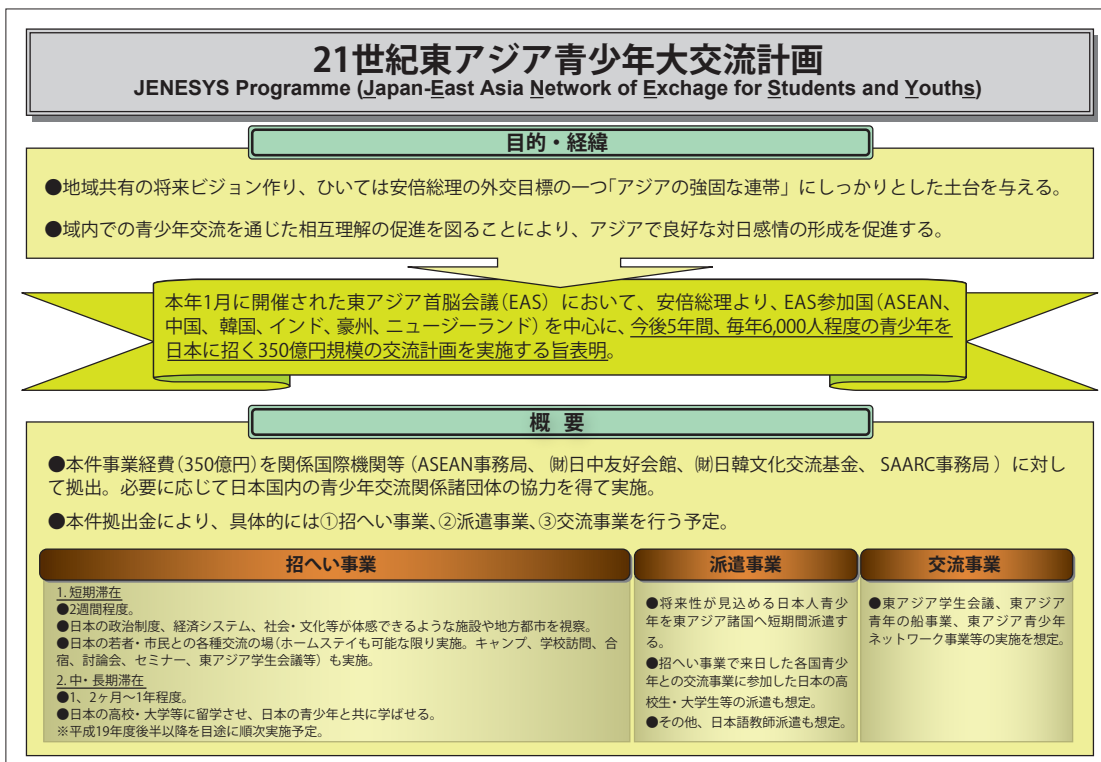 21世紀東アジア青少年大交流計画
JENESYS Programme (Japan-East Asia Network of Exchage for Students and Youths)
目的・経緯
●地域共有の将来ビジョン作り、ひいては安倍総理の外交目標の一つ「アジアの強固な連帯」にしっかりとした土台を与える。
●域内での青少年交流を通じた相互理解の促進を図ることにより、アジアで良好な対日感情の形成を促進する。
本年1月に開催された東アジア首脳会議(EAS)において、安倍総理より、EAS参加国(ASEAN、
中国、韓国、インド、豪州、ニュージーランド)を中心に、今後5年間、毎年6,000人程度の青少年を
日本に招く350億円規模の交流計画を実施する旨表明。
概 要
●本件事業経費(350億円)を関係国際機関等(ASEAN事務局、㈶日中友好会館、㈶日韓文化交流基金、SAARC事務局)に対し
て拠出。必要に応じて日本国内の青少年交流関係諸団体の協力を得て実施。
●本件拠出金により、具体的には①招へい事業、②派遣事業、③交流事業を行う予定。
招へい事業
1. 短期滞在
●2週間程度。
●日本の政治制度、経済システム、社会・文化等が体感できるような施設や地方都市を視察。
●日本の若者・市民との各種交流の場(ホームステイも可能な限り実施。キャンプ、学校訪問、合
宿、討論会、セミナー、東アジア学生会議等)も実施。
2. 中・長期滞在
●1、2ヶ月～1年程度。
●日本の高校・大学等に留学させ、日本の青少年と共に学ばせる。
※平成19年度後半以降を目途に順次実施予定。
派遣事業
●将来性が見込める日本人青少
年を東アジア諸国へ短期間派遣す
る。
●招へい事業で来日した各国青少
年との交流事業に参加した日本の高
校生・大学生等の派遣も想定。
●その他、日本語教師派遣も想定。
交流事業
●東アジア学生会議、東アジア
青年の船事業、東アジア青少年
ネットワーク事業等の実施を想定。